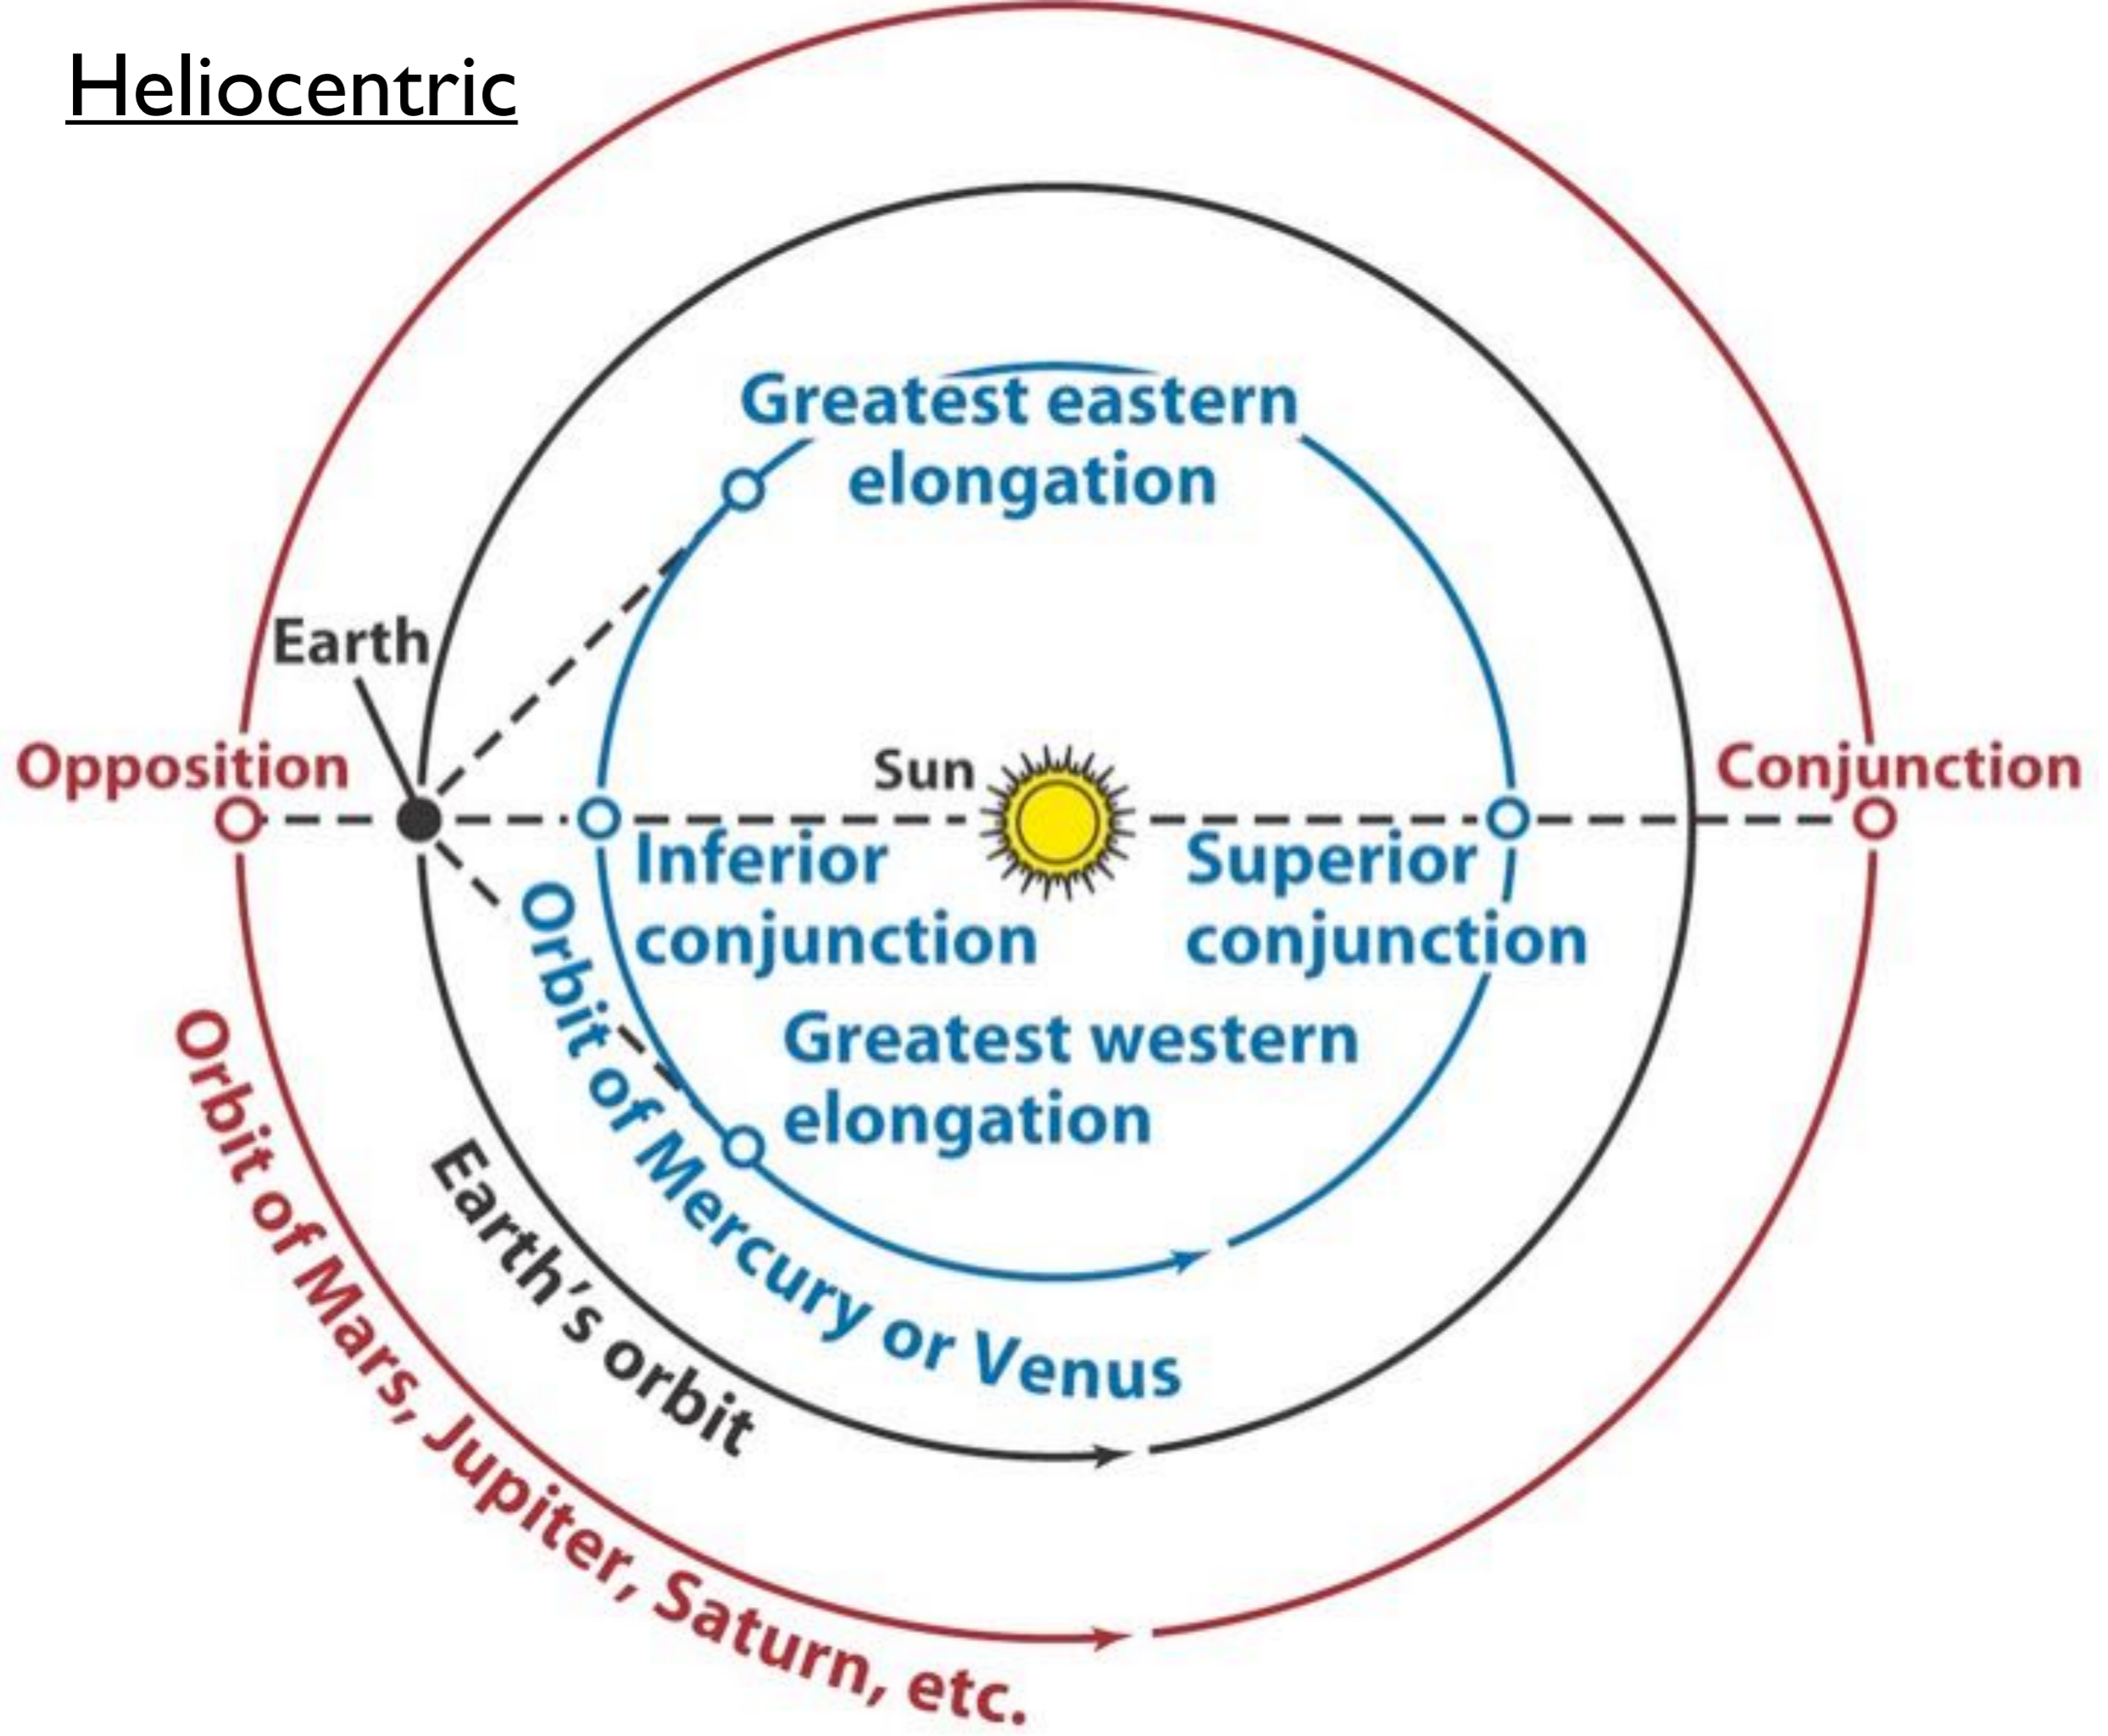 Heliocentric
Greatest eastern
elongation
Earth
Opposition
Sun
Conjunction
Inferior
conjunction
Superior
conjunction
Greatest western
elongation
Orbit of Mercury or Venus
Earth’s orbit
Orbit of Mars, Jupiter, Saturn, etc.